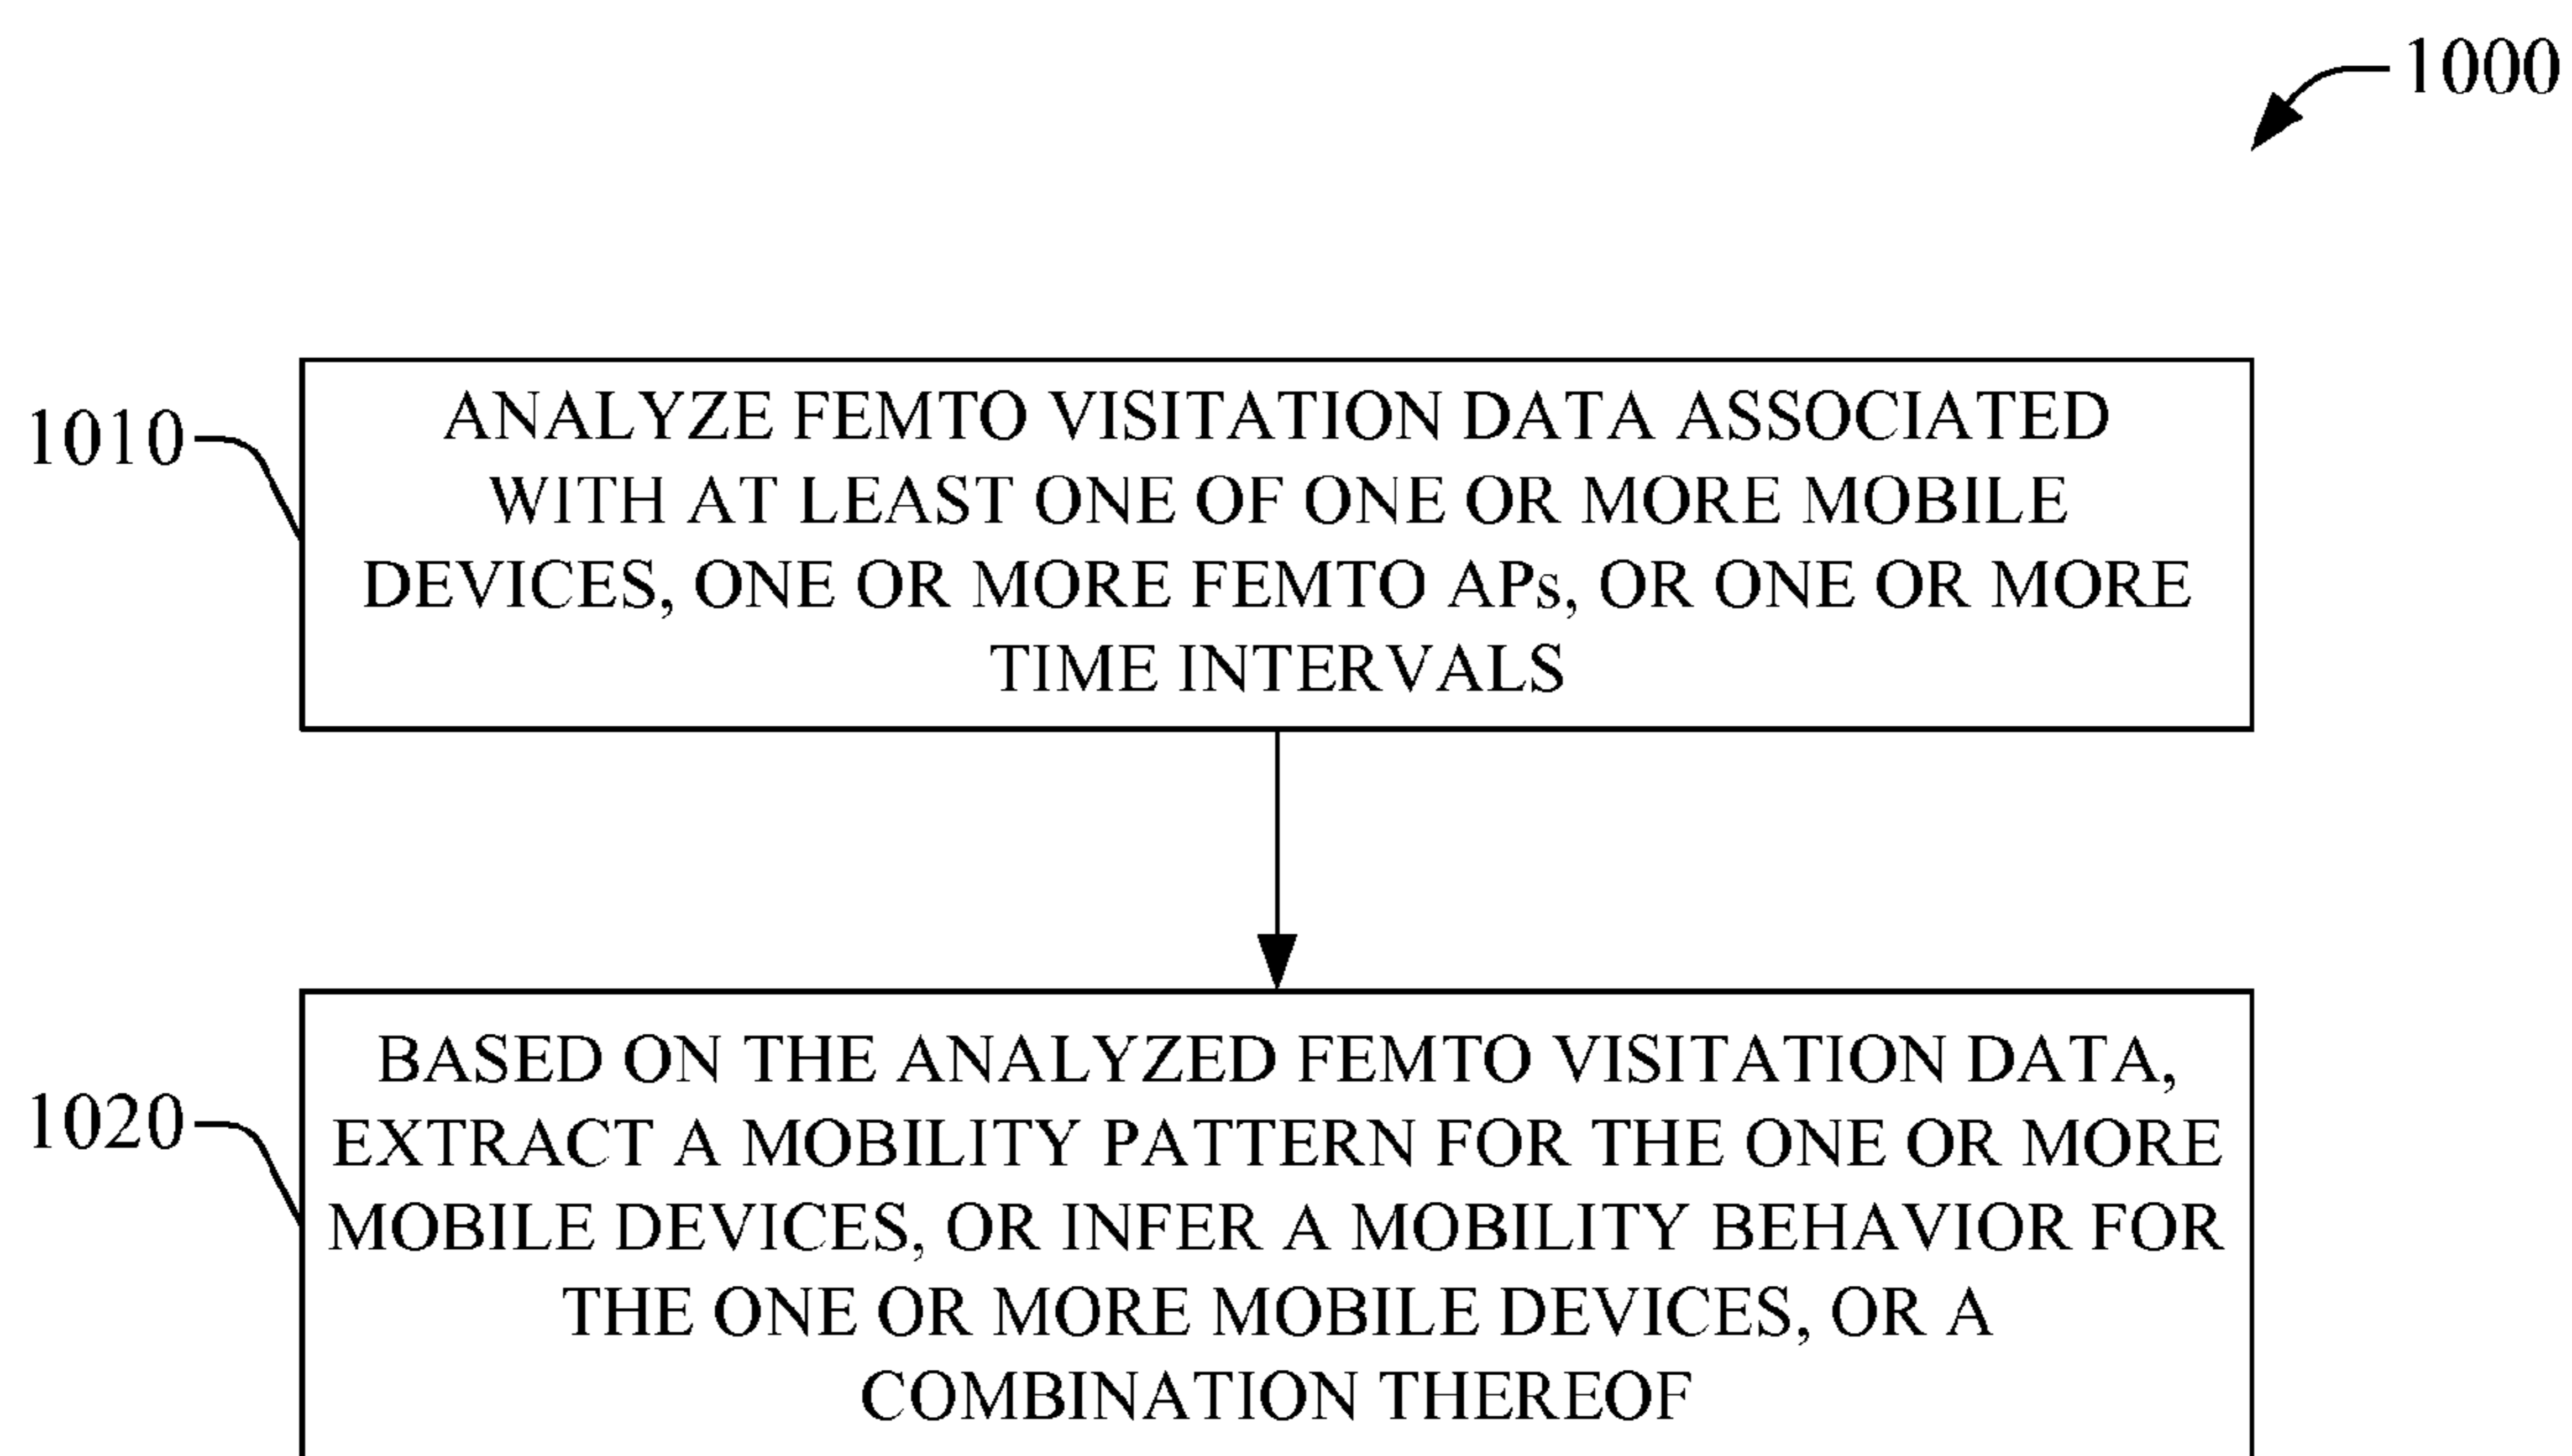 1000
1010
ANALYZE FEMTO VISITATION DATA ASSOCIATED
WITH AT LEAST ONE OF ONE OR MORE MOBILE
DEVICES, ONE OR MORE FEMTO APs, OR ONE OR MORE
TIME INTERVALS
1020
BASED ON THE ANALYZED FEMTO VISITATION DATA,
EXTRACT A MOBILITY PATTERN FOR THE ONE OR MORE
MOBILE DEVICES, OR INFER A MOBILITY BEHAVIOR FOR
THE ONE OR MORE MOBILE DEVICES, OR A
COMBINATION THEREOF